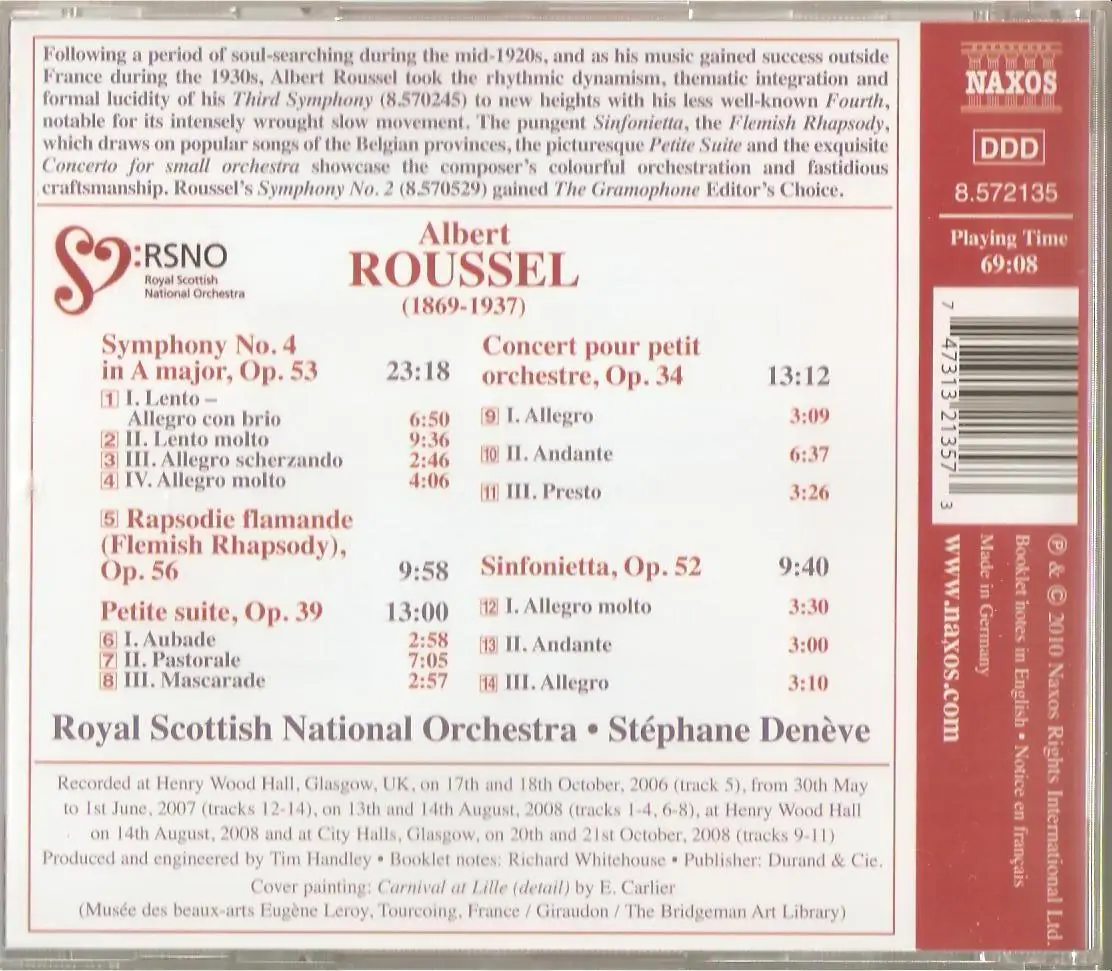 Following a period of soul-searching during the mid-1920s, and as his music gained success outside
France during the 1930s, Albert Roussel took the rhythmic dynamism, thematic integration and
formal lucidity of his Third Symphony (8.570245) to new heights with his less well-known Fourth,
notable for its intensely wrought slow movement. The pungent Sinfonietta, the Flemish Rhapsody,
which draws on popular songs of the Belgian provinces, the picturesque Petite Suite and the exquisite
Concerto for small orchestra showcase the composer's colourful orchestration and fastidious
craftsmanship. Roussel's Symphony No. 2 (8.570529) gained The Gramophone Editor's Choice.
:RSNO
Royal Scottish
National Orchestra
Albert
ROUSSEL
(1869-1937)
Symphony No. 4
in A major, Op. 53 23:18
1 I. Lento –
Allegro con brio 6:50
2 II. Lento molto 9:36
3 III. Allegro scherzando 2:46
4 IV. Allegro molto 4:06
5 Rapsodie flamande
(Flemish Rhapsody),
Op. 56 9:58
Petite suite, Op. 39 13:00
6 I. Aubade 2:58
7 II. Pastorale 7:05
8 III. Mascarade 2:57
Concert pour petit
orchestre, Op. 34 13:12
9 I. Allegro 3:09
10 II. Andante 6:37
11 III. Presto 3:26
Sinfonietta, Op. 52 9:40
12 I. Allegro molto 3:30
13 II. Andante 3:00
14 III. Allegro 3:10
Royal Scottish National Orchestra • Stéphane Denève
Recorded at Henry Wood Hall, Glasgow, UK, on 17th and 18th October, 2006 (track 5), from 30th May
to 1st June, 2007 (tracks 12-14), on 13th and 14th August, 2008 (tracks 1-4, 6-8), at Henry Wood Hall
on 14th August, 2008 and at City Halls, Glasgow, on 20th and 21st October, 2008 (tracks 9-11)
Produced and engineered by Tim Handley • Booklet notes: Richard Whitehouse • Publisher: Durand & Cie.
Cover painting: Carnival at Lille (detail) by E. Carlier
(Musée des beaux-arts Eugène Leroy, Tourcoing, France / Giraudon / The Bridgeman Art Library)
NAXOS
DDD
8.572135
Playing Time
69:08
7 47313 21357 3
℗ & © 2010 Naxos Rights International Ltd.
Booklet notes in English • Notice en français
Made in Germany
www.naxos.com